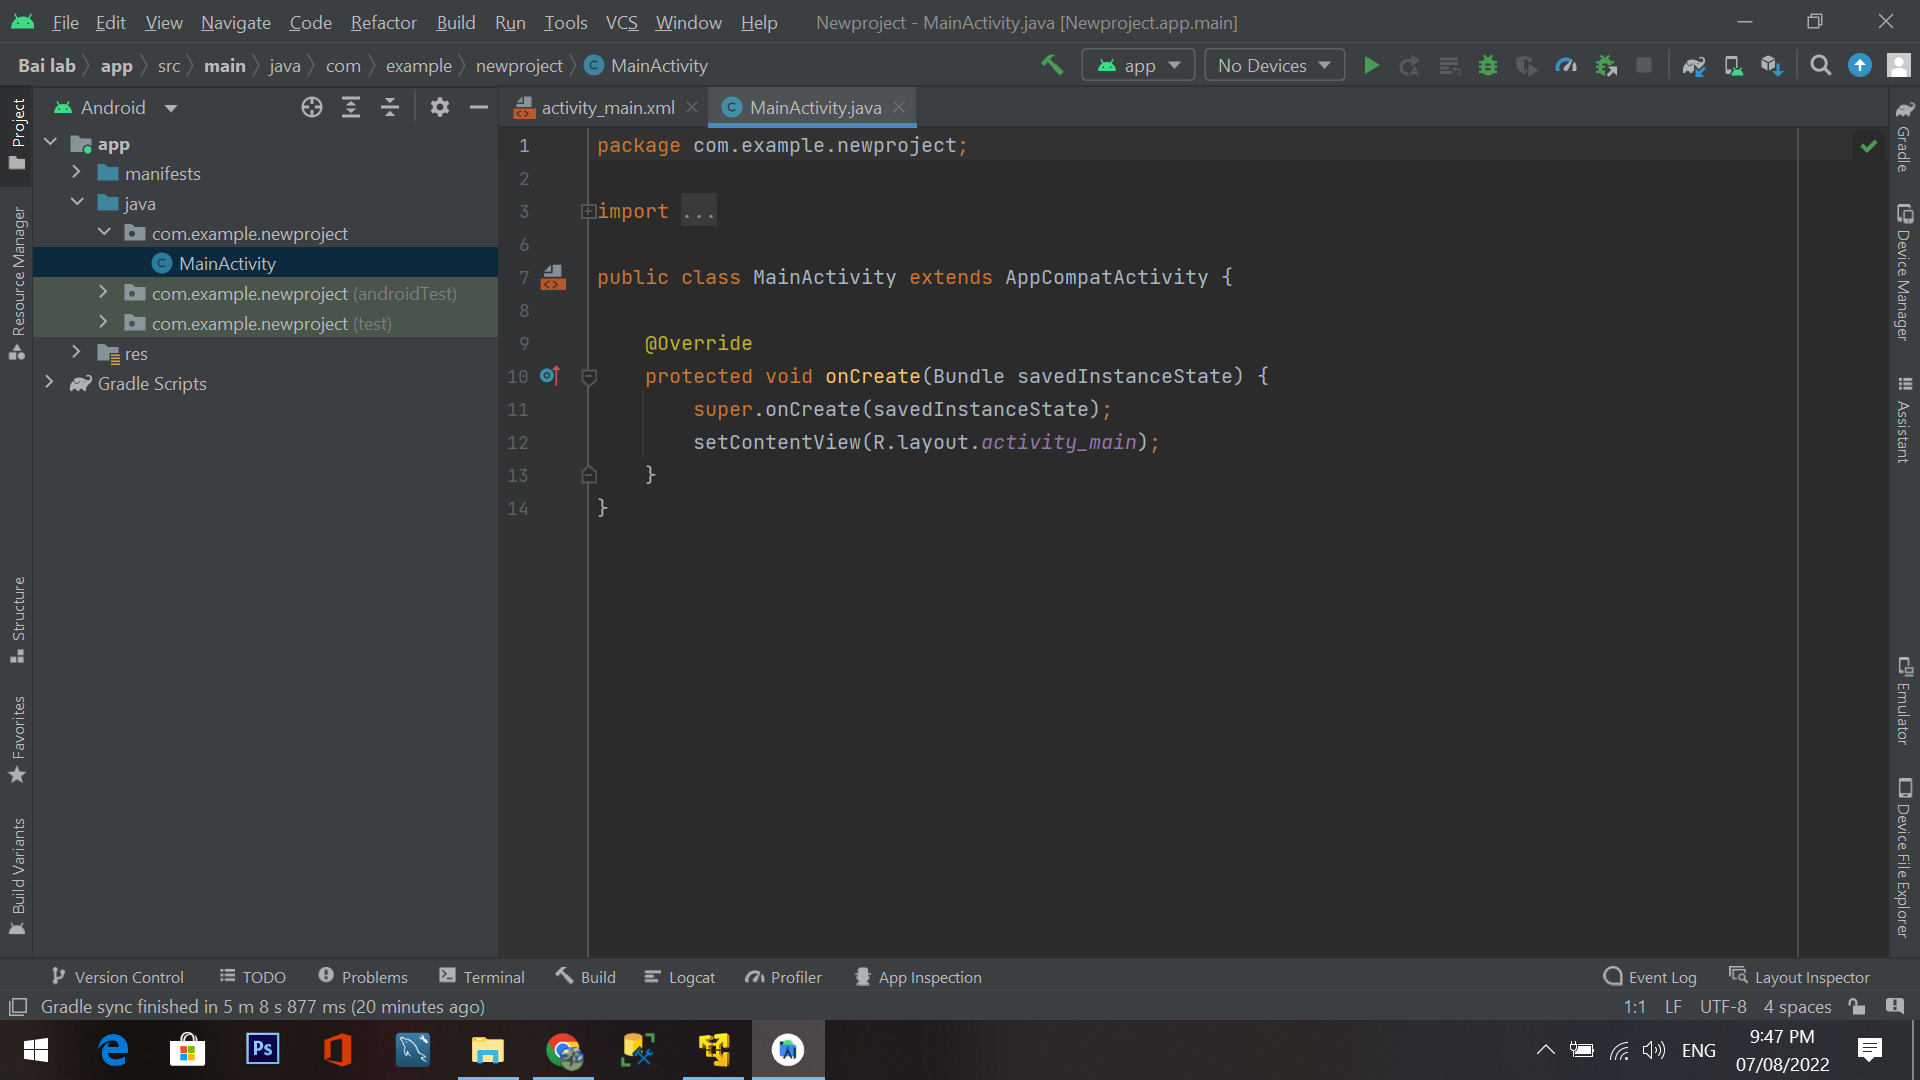 File Edit View Navigate Code Refactor Build Run Tools VCS Window Help Newproject - MainActivity.java [Newproject.app.main]
Bai lab app src main java com example newproject C MainActivity app No Devices
Project
Android
activity_main.xml
C MainActivity.java
app
manifests
java
com.example.newproject
C MainActivity
com.example.newproject (androidTest)
com.example.newproject (test)
res
Gradle Scripts
Resource Manager
Structure
Favorites
Build Variants
1 package com.example.newproject;
2
3 import ...
6
7 public class MainActivity extends AppCompatActivity {
8
9 @Override
10 protected void onCreate(Bundle savedInstanceState) {
11 super.onCreate(savedInstanceState);
12 setContentView(R.layout.activity_main);
13 }
14 }
Gradle
Device Manager
Assistant
Emulator
Device File Explorer
Version Control TODO Problems Terminal Build Logcat Profiler App Inspection Event Log Layout Inspector
Gradle sync finished in 5 m 8 s 877 ms (20 minutes ago) 1:1 LF UTF-8 4 spaces
Ps
ENG
9:47 PM
07/08/2022